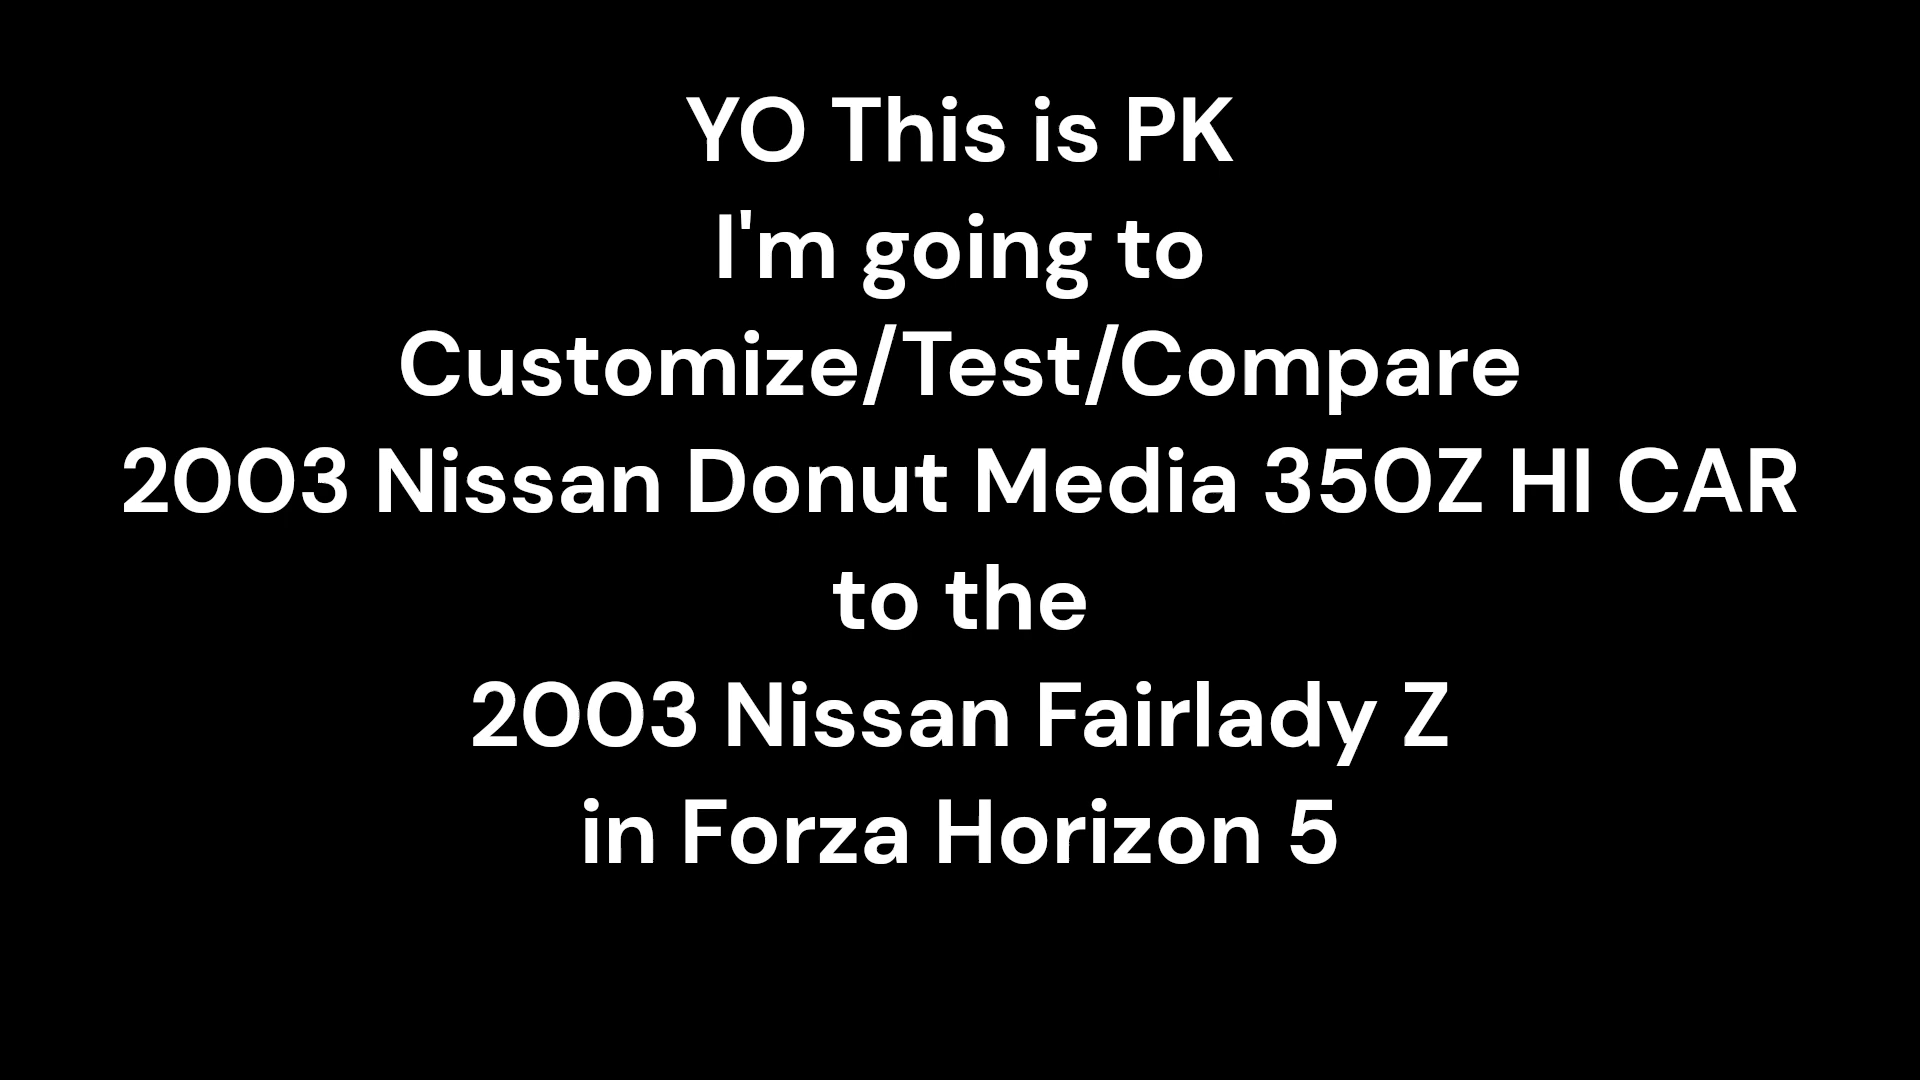 YO This is PK
I'm going to
Customize/Test/Compare
2003 Nissan Donut Media 350Z HI CAR
to the
2003 Nissan Fairlady Z
in Forza Horizon 5